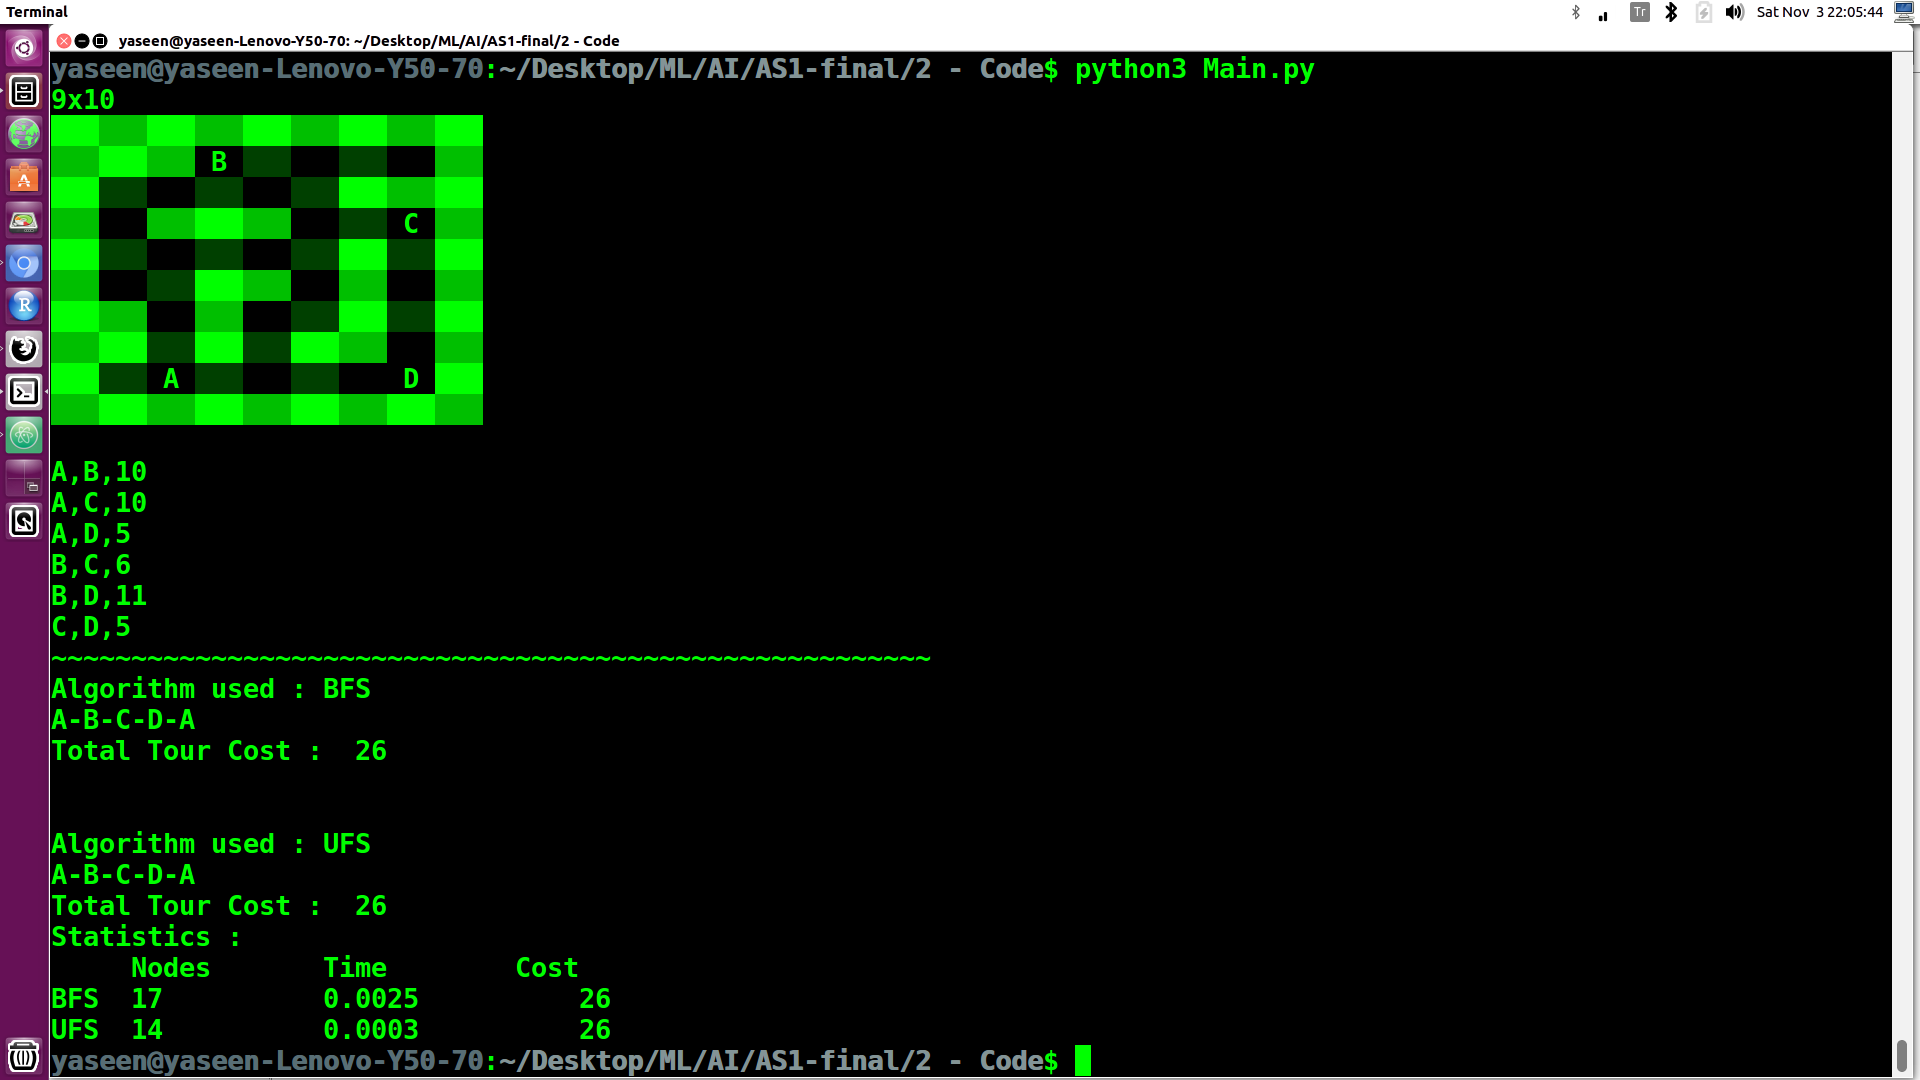 Terminal
Tr
Sat Nov 3 22:05:44
yaseen@yaseen-Lenovo-Y50-70: ~/Desktop/ML/AI/AS1-final/2 - Code
yaseen@yaseen-Lenovo-Y50-70:~/Desktop/ML/AI/AS1-final/2 - Code$ python3 Main.py
9x10
B
C
A D
A,B,10
A,C,10
A,D,5
B,C,6
B,D,11
C,D,5
~~~~~~~~~~~~~~~~~~~~~~~~~~~~~~~~~~~~~~~~~~~~~~~~~~~~~~~
Algorithm used : BFS
A-B-C-D-A
Total Tour Cost :  26
Algorithm used : UFS
A-B-C-D-A
Total Tour Cost :  26
Statistics :
Nodes Time Cost
BFS 17 0.0025 26
UFS 14 0.0003 26
yaseen@yaseen-Lenovo-Y50-70:~/Desktop/ML/AI/AS1-final/2 - Code$